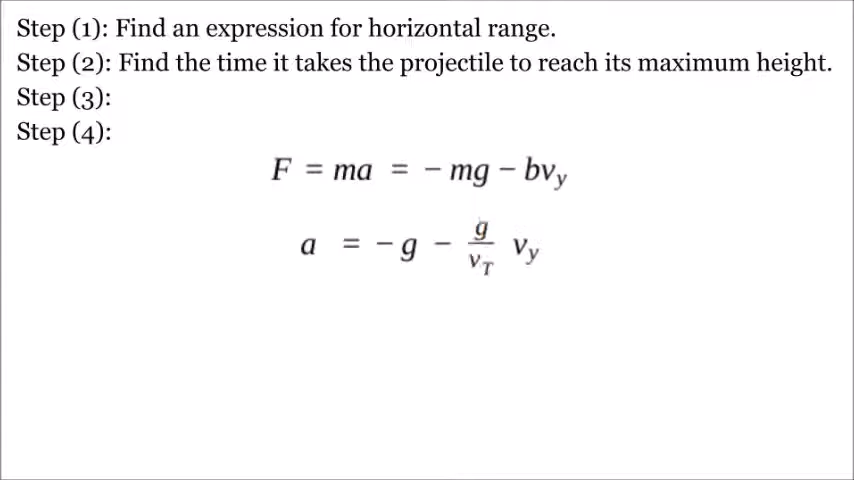 Step (1): Find an expression for horizontal range.
Step (2): Find the time it takes the projectile to reach its maximum height.
Step (3):
Step (4):
F = ma = − mg − bv_y
a = − g − \frac{g}{v_T} v_y